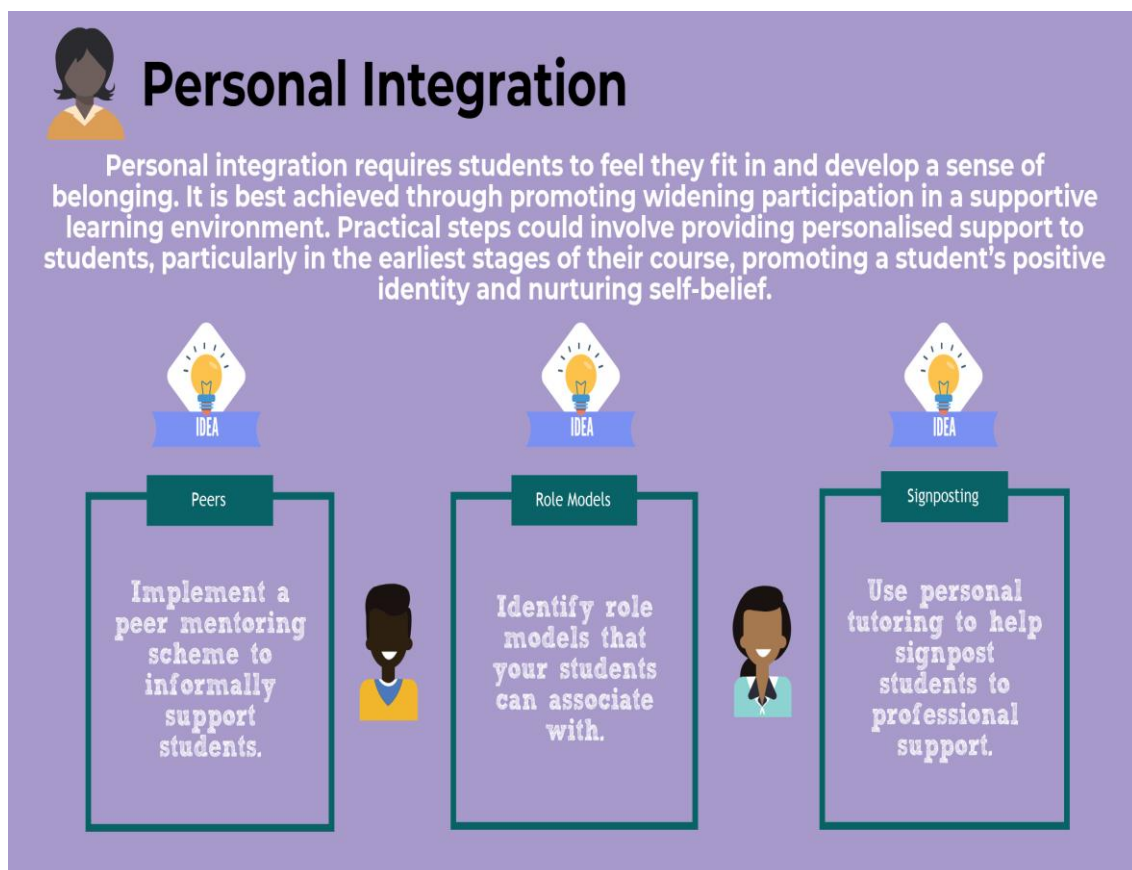 Personal Integration
Personal integration requires students to feel they fit in and develop a sense of
belonging. It is best achieved through promoting widening participation in a supportive
learning environment. Practical steps could involve providing personalised support to
students, particularly in the earliest stages of their course, promoting a student's positive
identity and nurturing self-belief.
IDEA
IDEA
IDEA
Peers
Implement a
peer mentoring
scheme to
informally
support
students.
Role Models
Identify role
models that
your students
can associate
with.
Signposting
Use personal
tutoring to help
signpost
students to
professional
support.